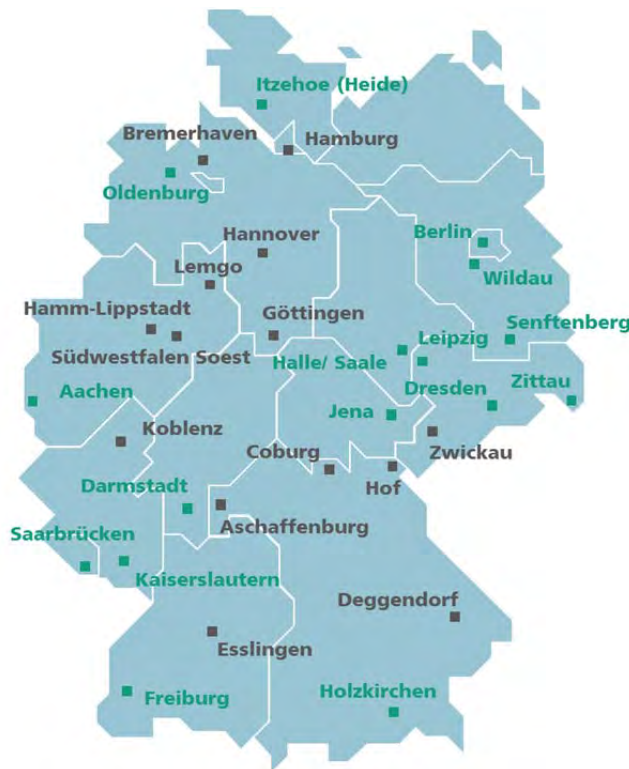 Itzehoe (Heide)
Bremerhaven
Hamburg
Oldenburg
Hannover
Berlin
Lemgo
Wildau
Hamm-Lippstadt
Göttingen
Senftenberg
Südwestfalen Soest
Halle/ Saale
Leipzig
Aachen
Dresden
Zittau
Jena
Koblenz
Coburg
Zwickau
Hof
Darmstadt
Aschaffenburg
Saarbrücken
Kaiserslautern
Deggendorf
Esslingen
Freiburg
Holzkirchen